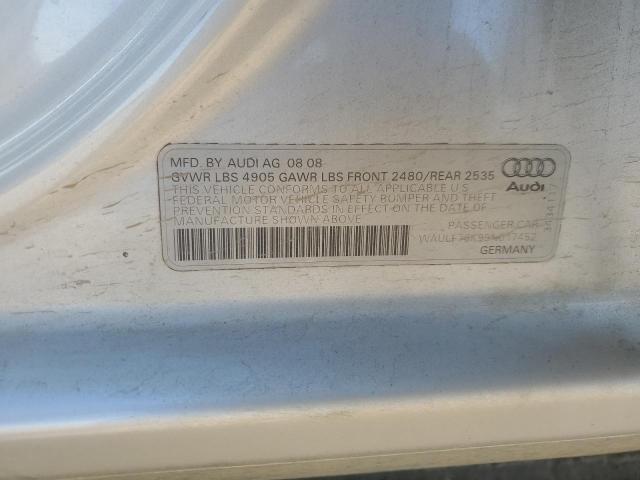 MFD. BY AUDI AG 08 08
GVWR LBS 4905 GAWR LBS FRONT 2480/REAR 2535
THIS VEHICLE CONFORMS TO ALL APPLICABLE U S
FEDERAL MOTOR VEHICLE SAFETY BUMPER AND THEFT
PREVENTION STANDARDS IN EFFECT ON THE DATE OF
MANUFACTURE SHOWN ABOVE
Audi
PASSENGER CAR
GERMANY